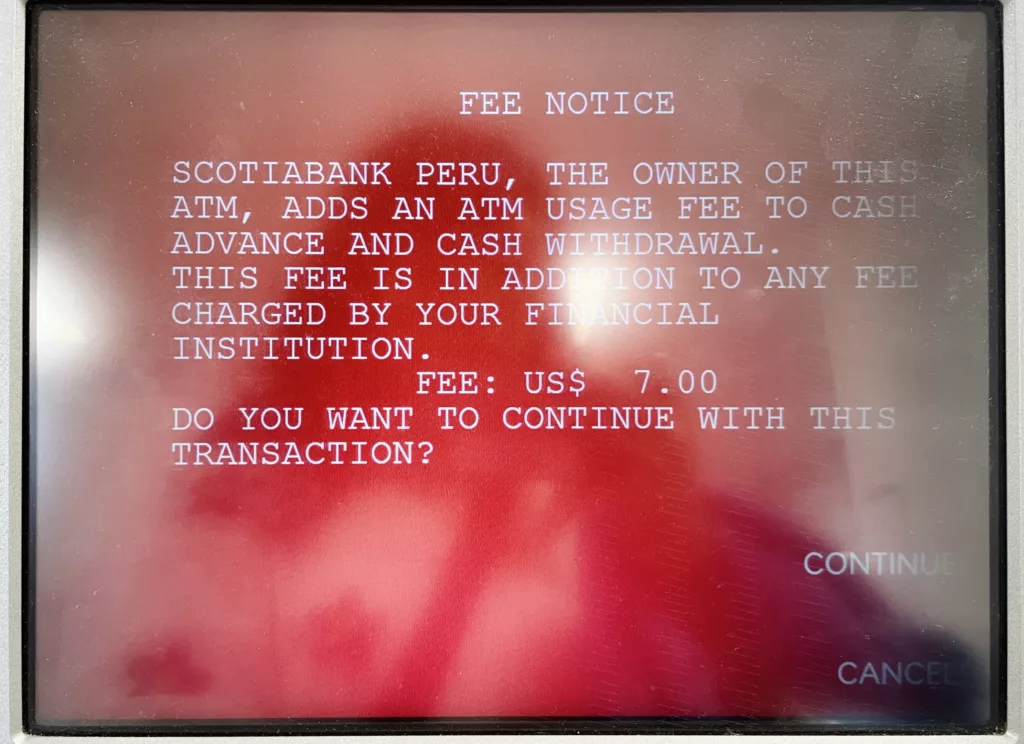 FEE NOTICE
SCOTIABANK PERU, THE OWNER OF THIS
ATM, ADDS AN ATM USAGE FEE TO CASH
ADVANCE AND CASH WITHDRAWAL.
THIS FEE IS IN ADDITION TO ANY FEE
CHARGED BY YOUR FINANCIAL
INSTITUTION.
FEE: US$ 7.00
DO YOU WANT TO CONTINUE WITH THIS
TRANSACTION?
CONTINUE
CANCEL